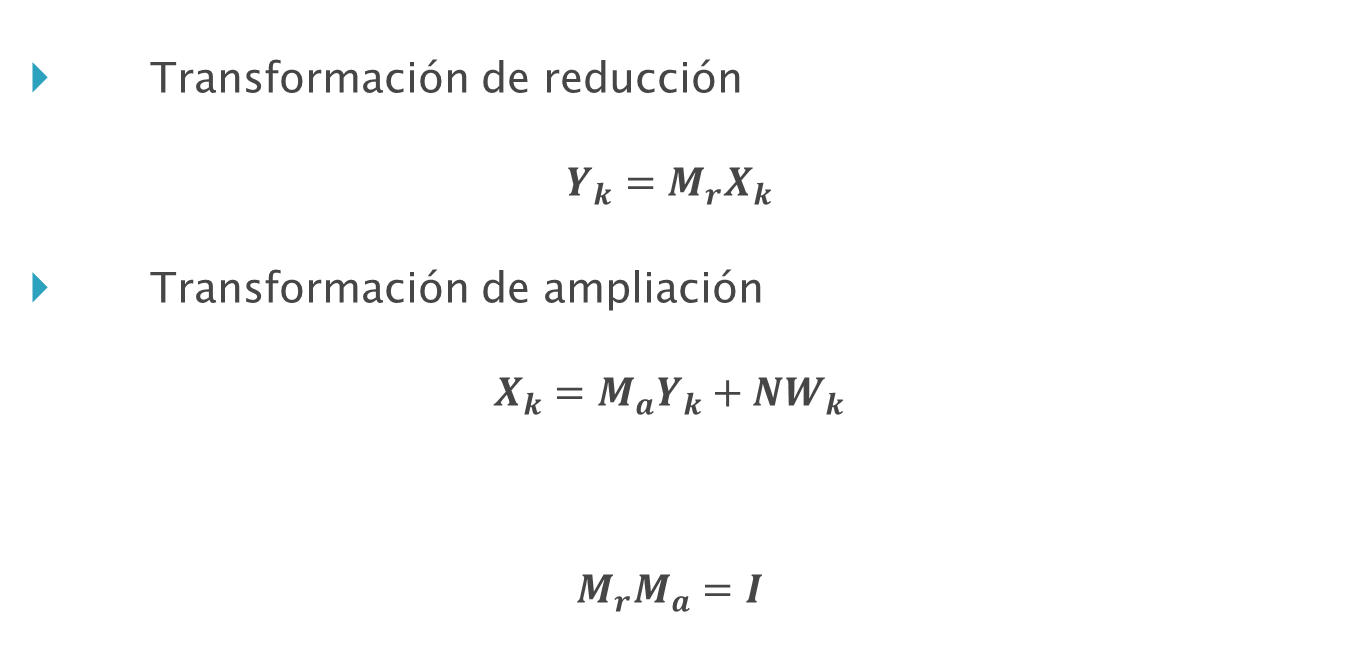 Transformación de reducción
Y_k = M_r X_k
Transformación de ampliación
X_k = M_a Y_k + N W_k
M_r M_a = I